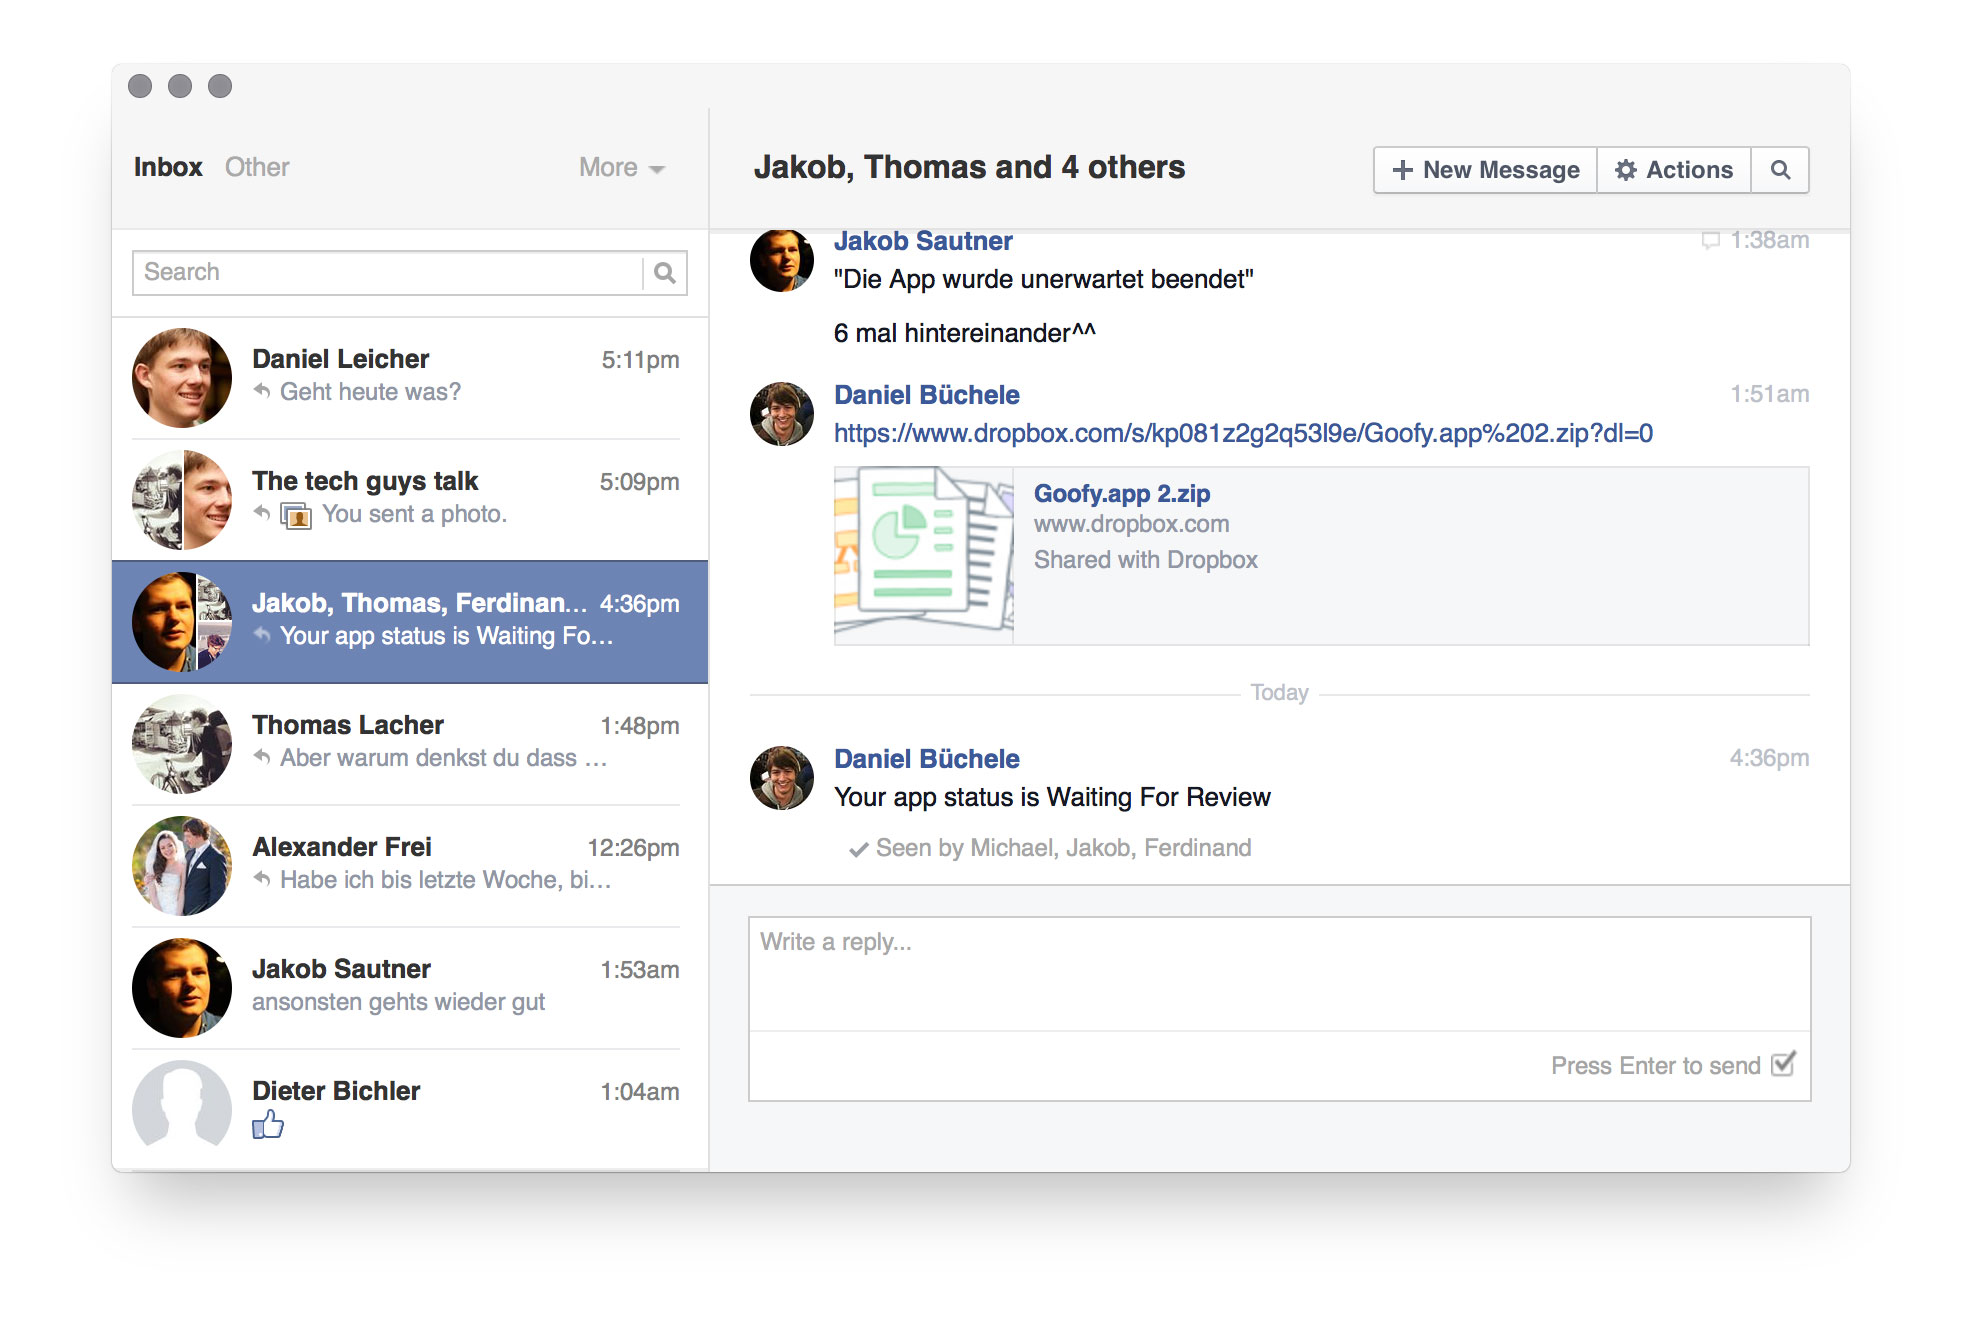 Inbox Other More
Search
Daniel Leicher 5:11pm
Geht heute was?
The tech guys talk 5:09pm
You sent a photo.
Jakob, Thomas, Ferdinan... 4:36pm
Your app status is Waiting Fo...
Thomas Lacher 1:48pm
Aber warum denkst du dass ...
Alexander Frei 12:26pm
Habe ich bis letzte Woche, bi...
Jakob Sautner 1:53am
ansonsten gehts wieder gut
Dieter Bichler 1:04am
Jakob, Thomas and 4 others
New Message Actions
Jakob Sautner 1:38am
"Die App wurde unerwartet beendet"
6 mal hintereinander^^
Daniel Büchele 1:51am
https://www.dropbox.com/s/kp081z2g2q53l9e/Goofy.app%202.zip?dl=0
Goofy.app 2.zip
www.dropbox.com
Shared with Dropbox
Today
Daniel Büchele 4:36pm
Your app status is Waiting For Review
Seen by Michael, Jakob, Ferdinand
Write a reply...
Press Enter to send